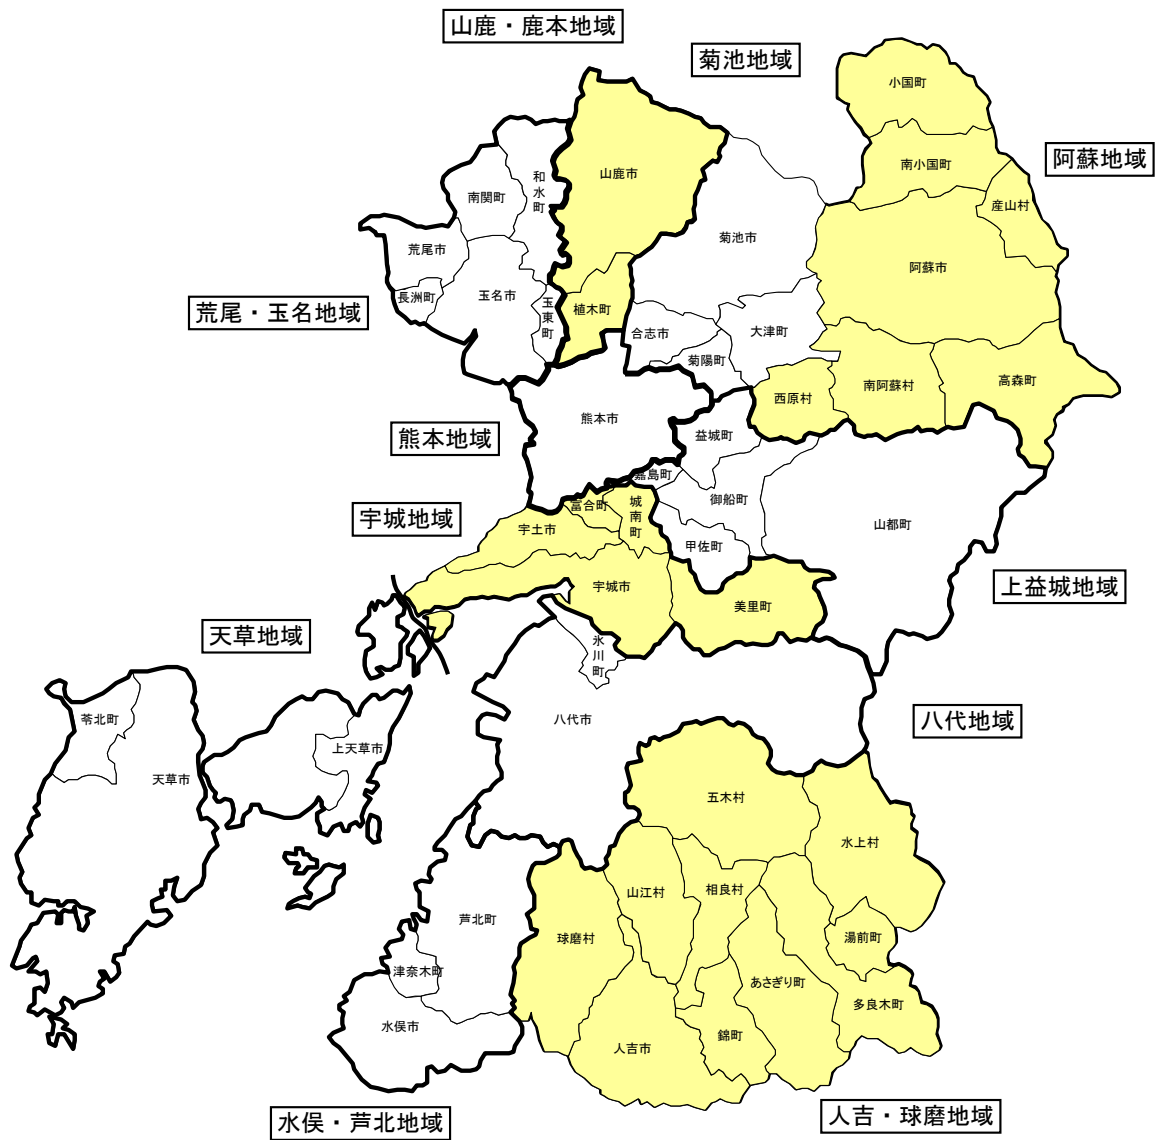 山鹿・鹿本地域
菊池地域
小国町
阿蘇地域
南小国町
山鹿市
和水町
南関町
産山村
菊池市
荒尾市
阿蘇市
長洲町
玉名市
玉東町
植木町
荒尾・玉名地域
合志市
大津町
菊陽町
西原村
南阿蘇村
高森町
熊本市
熊本地域
益城町
嘉島町
御船町
宇城地域
富合町
城南町
宇土市
山都町
甲佐町
上益城地域
宇城市
美里町
天草地域
氷川町
苓北町
八代市
八代地域
上天草市
天草市
五木村
水上村
山江村
相良村
芦北町
球磨村
湯前町
津奈木町
あさぎり町
多良木町
水俣市
人吉市
錦町
水俣・芦北地域
人吉・球磨地域